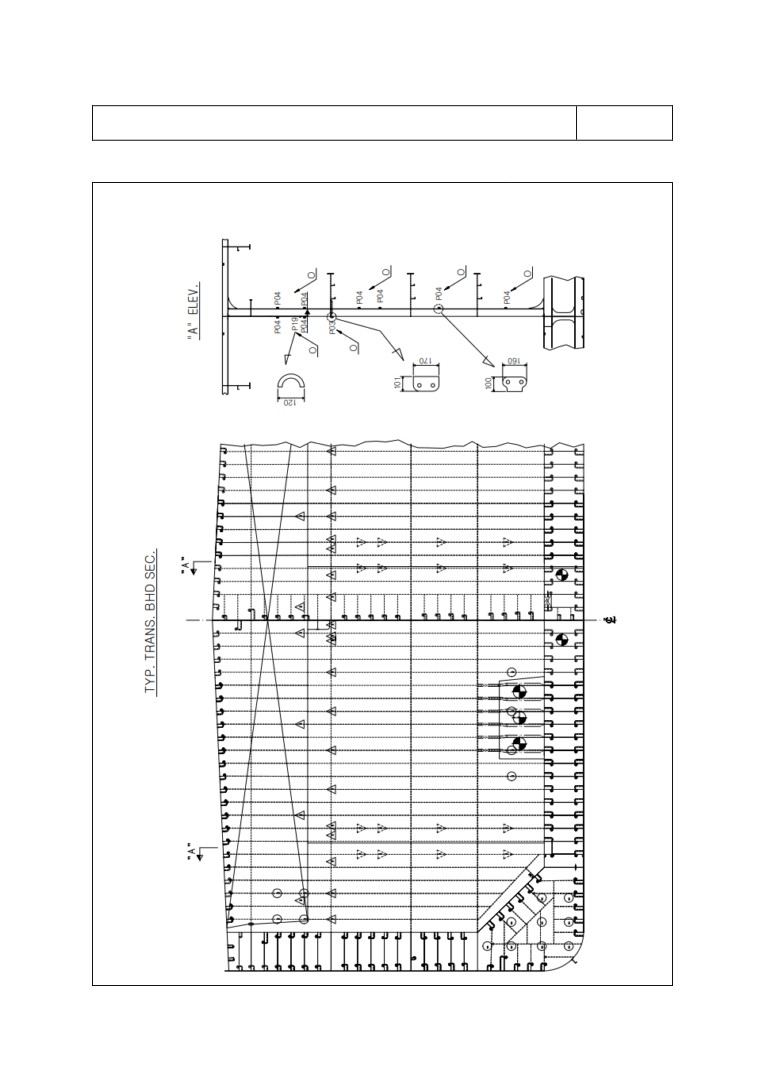 "A" ELEV.
P04
P04
P04
P04
P04
P04
P04
P19
P04
P03
120
170
101
160
100
TYP. TRANS. BHD SEC.
"A"
"A"